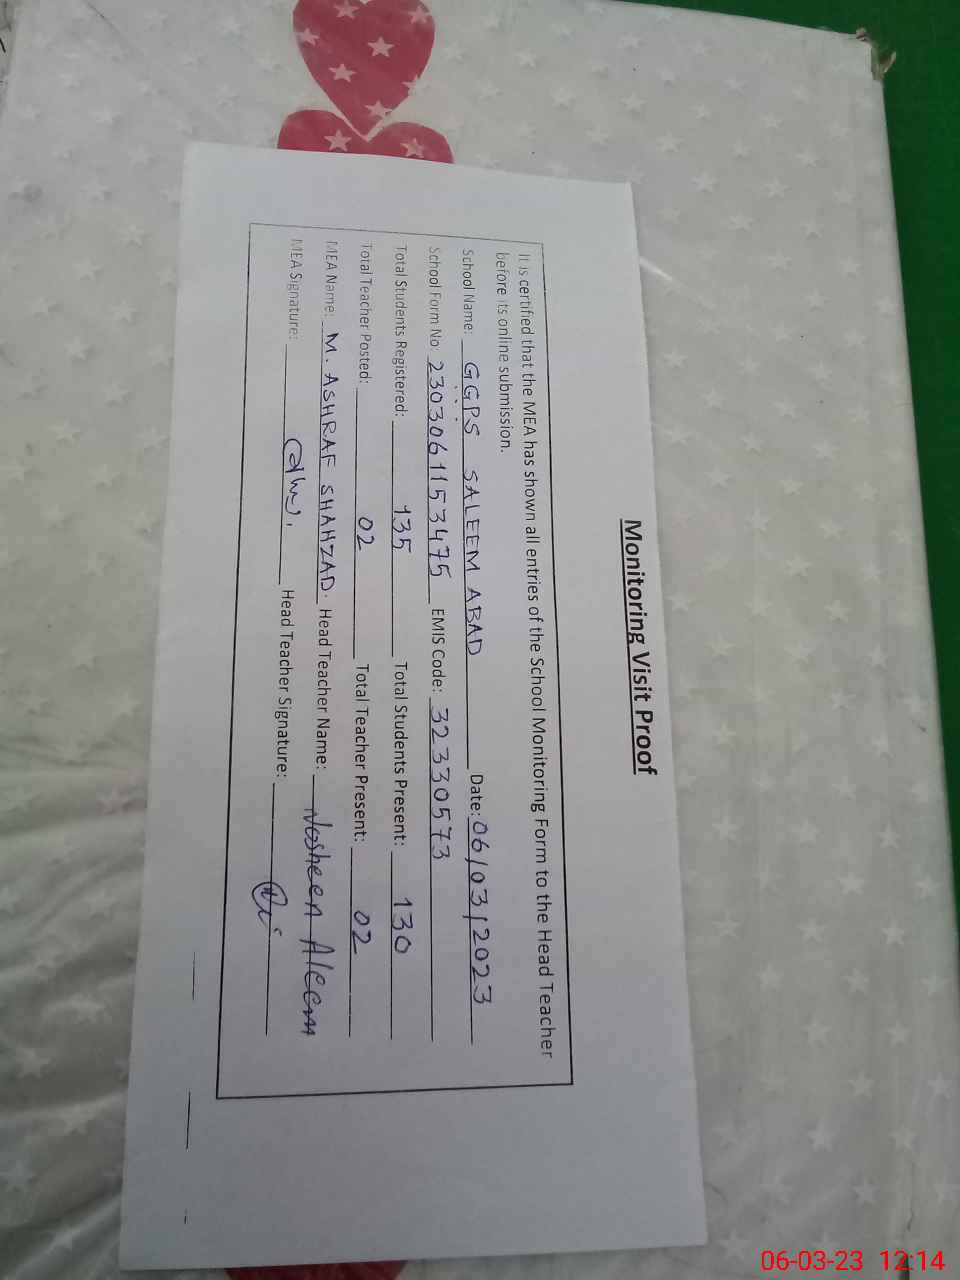 Monitoring Visit Proof
It is certified that the MEA has shown all entries of the School Monitoring Form to the Head Teacher
before its online submission.
School Name: GGPS SALEEM ABAD Date: 06/03/2023
School Form No. 2303061153475 EMIS Code: 32330573
Total Students Registered: 135 Total Students Present: 130
Total Teacher Posted: 02 Total Teacher Present: 02
MEA Name: M. ASHRAF SHAHZAD. Head Teacher Name: Nosheen Aleem
MEA Signature: Head Teacher Signature:
06-03-23 12:14